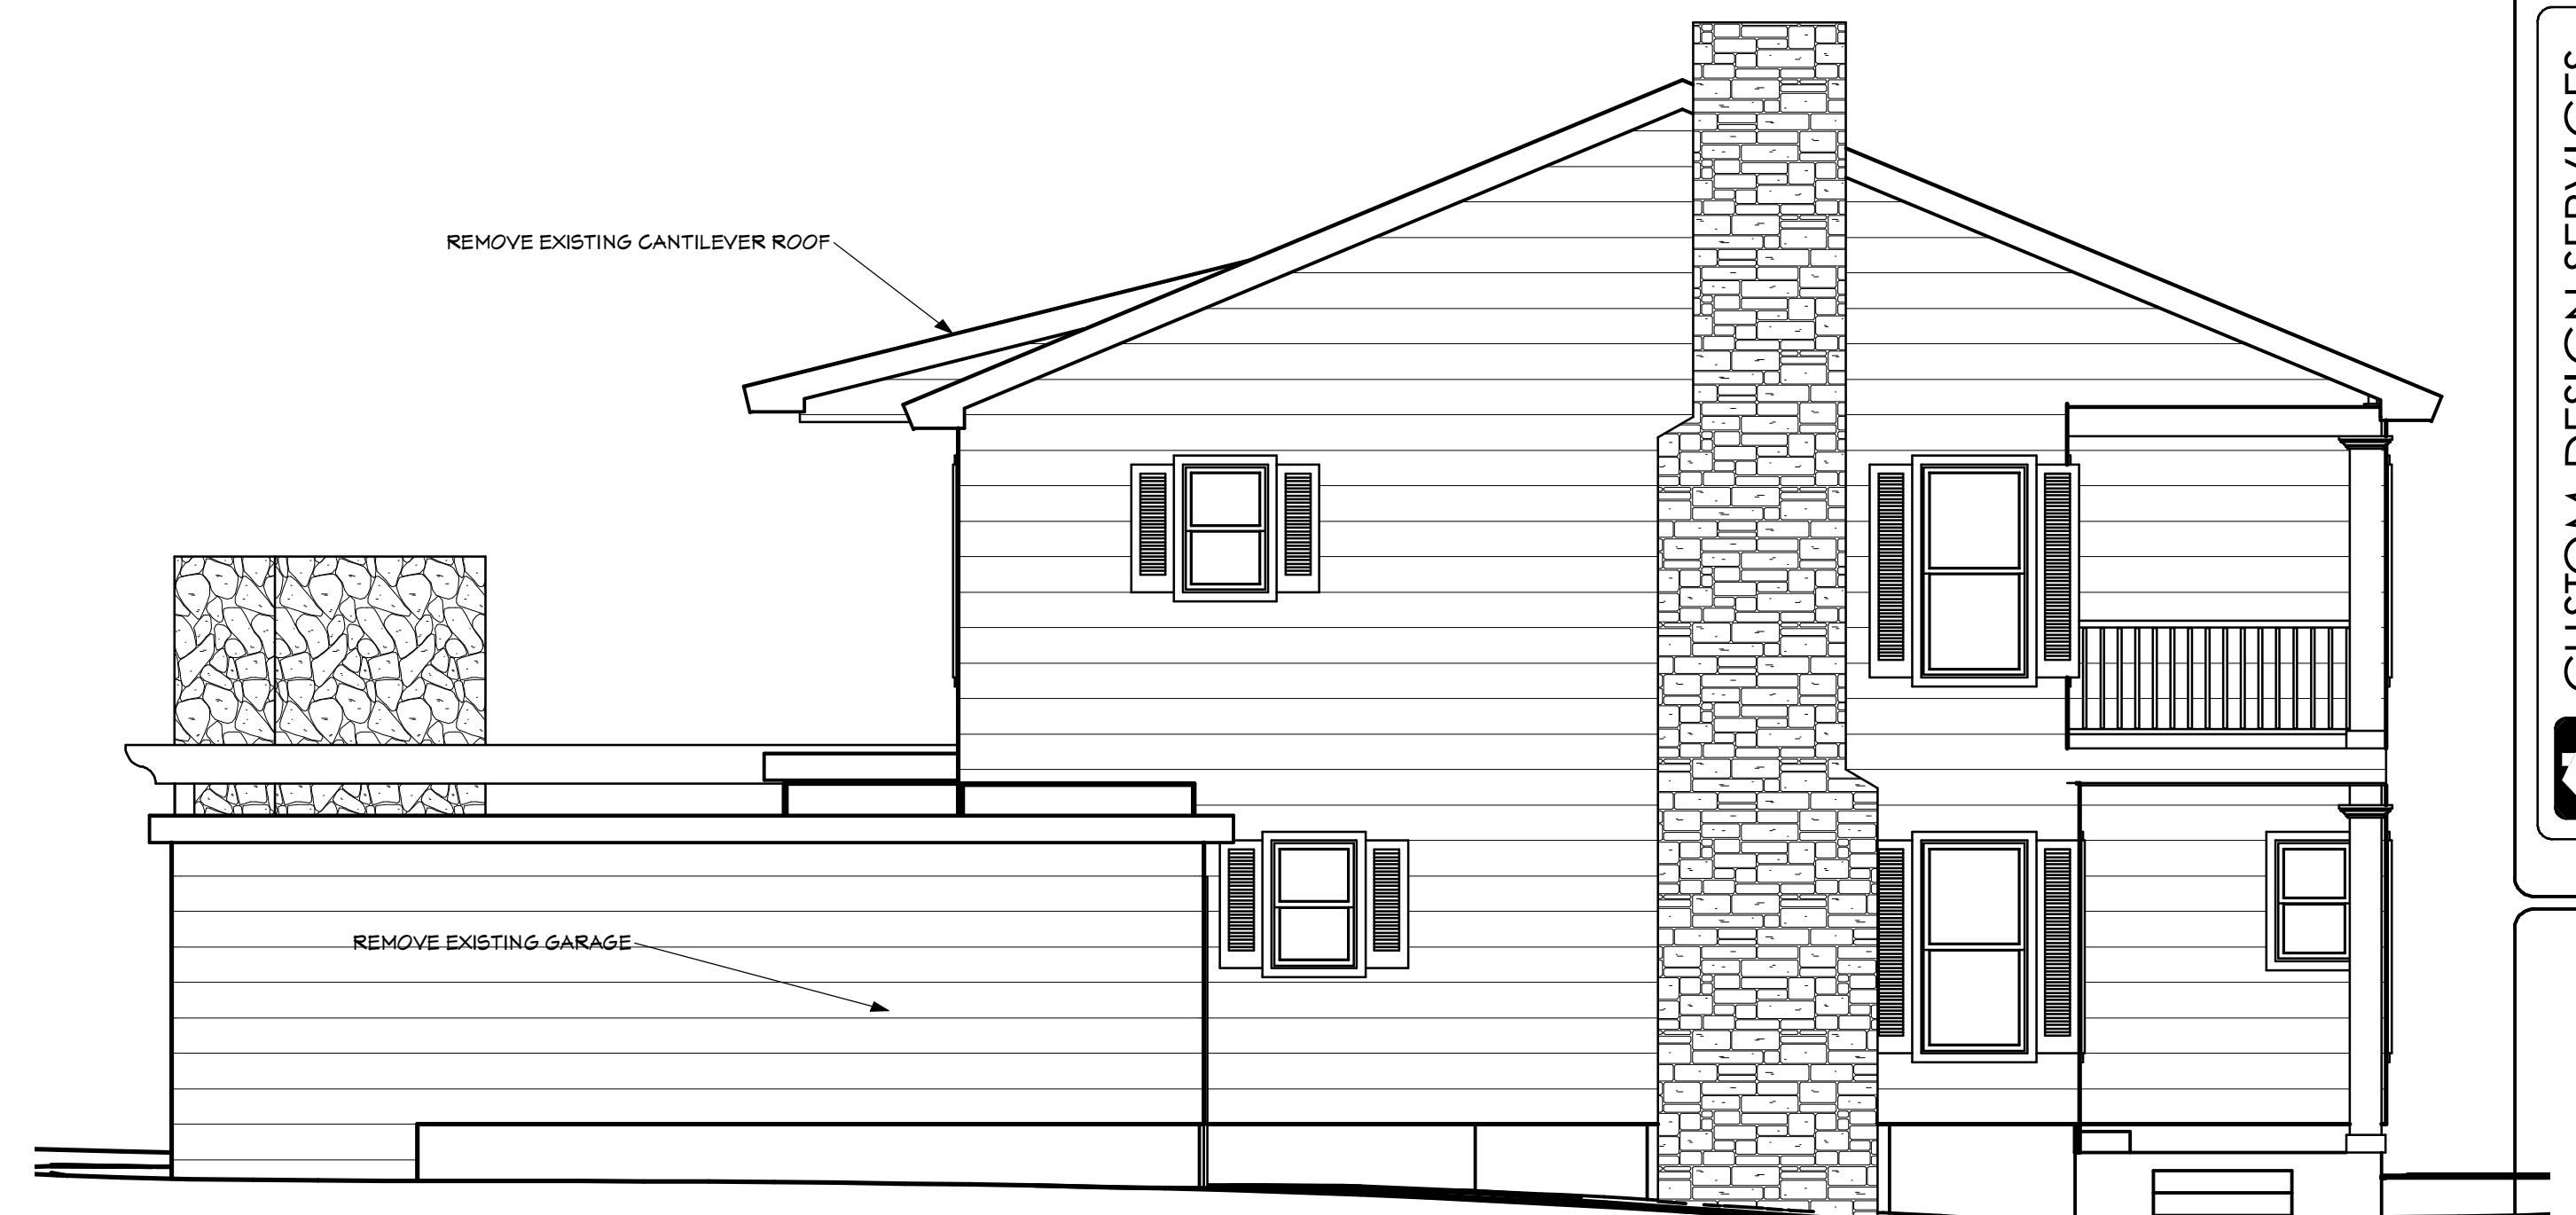 REMOVE EXISTING CANTILEVER ROOF
REMOVE EXISTING GARAGE
CUSTOM DESIGN SERVICES